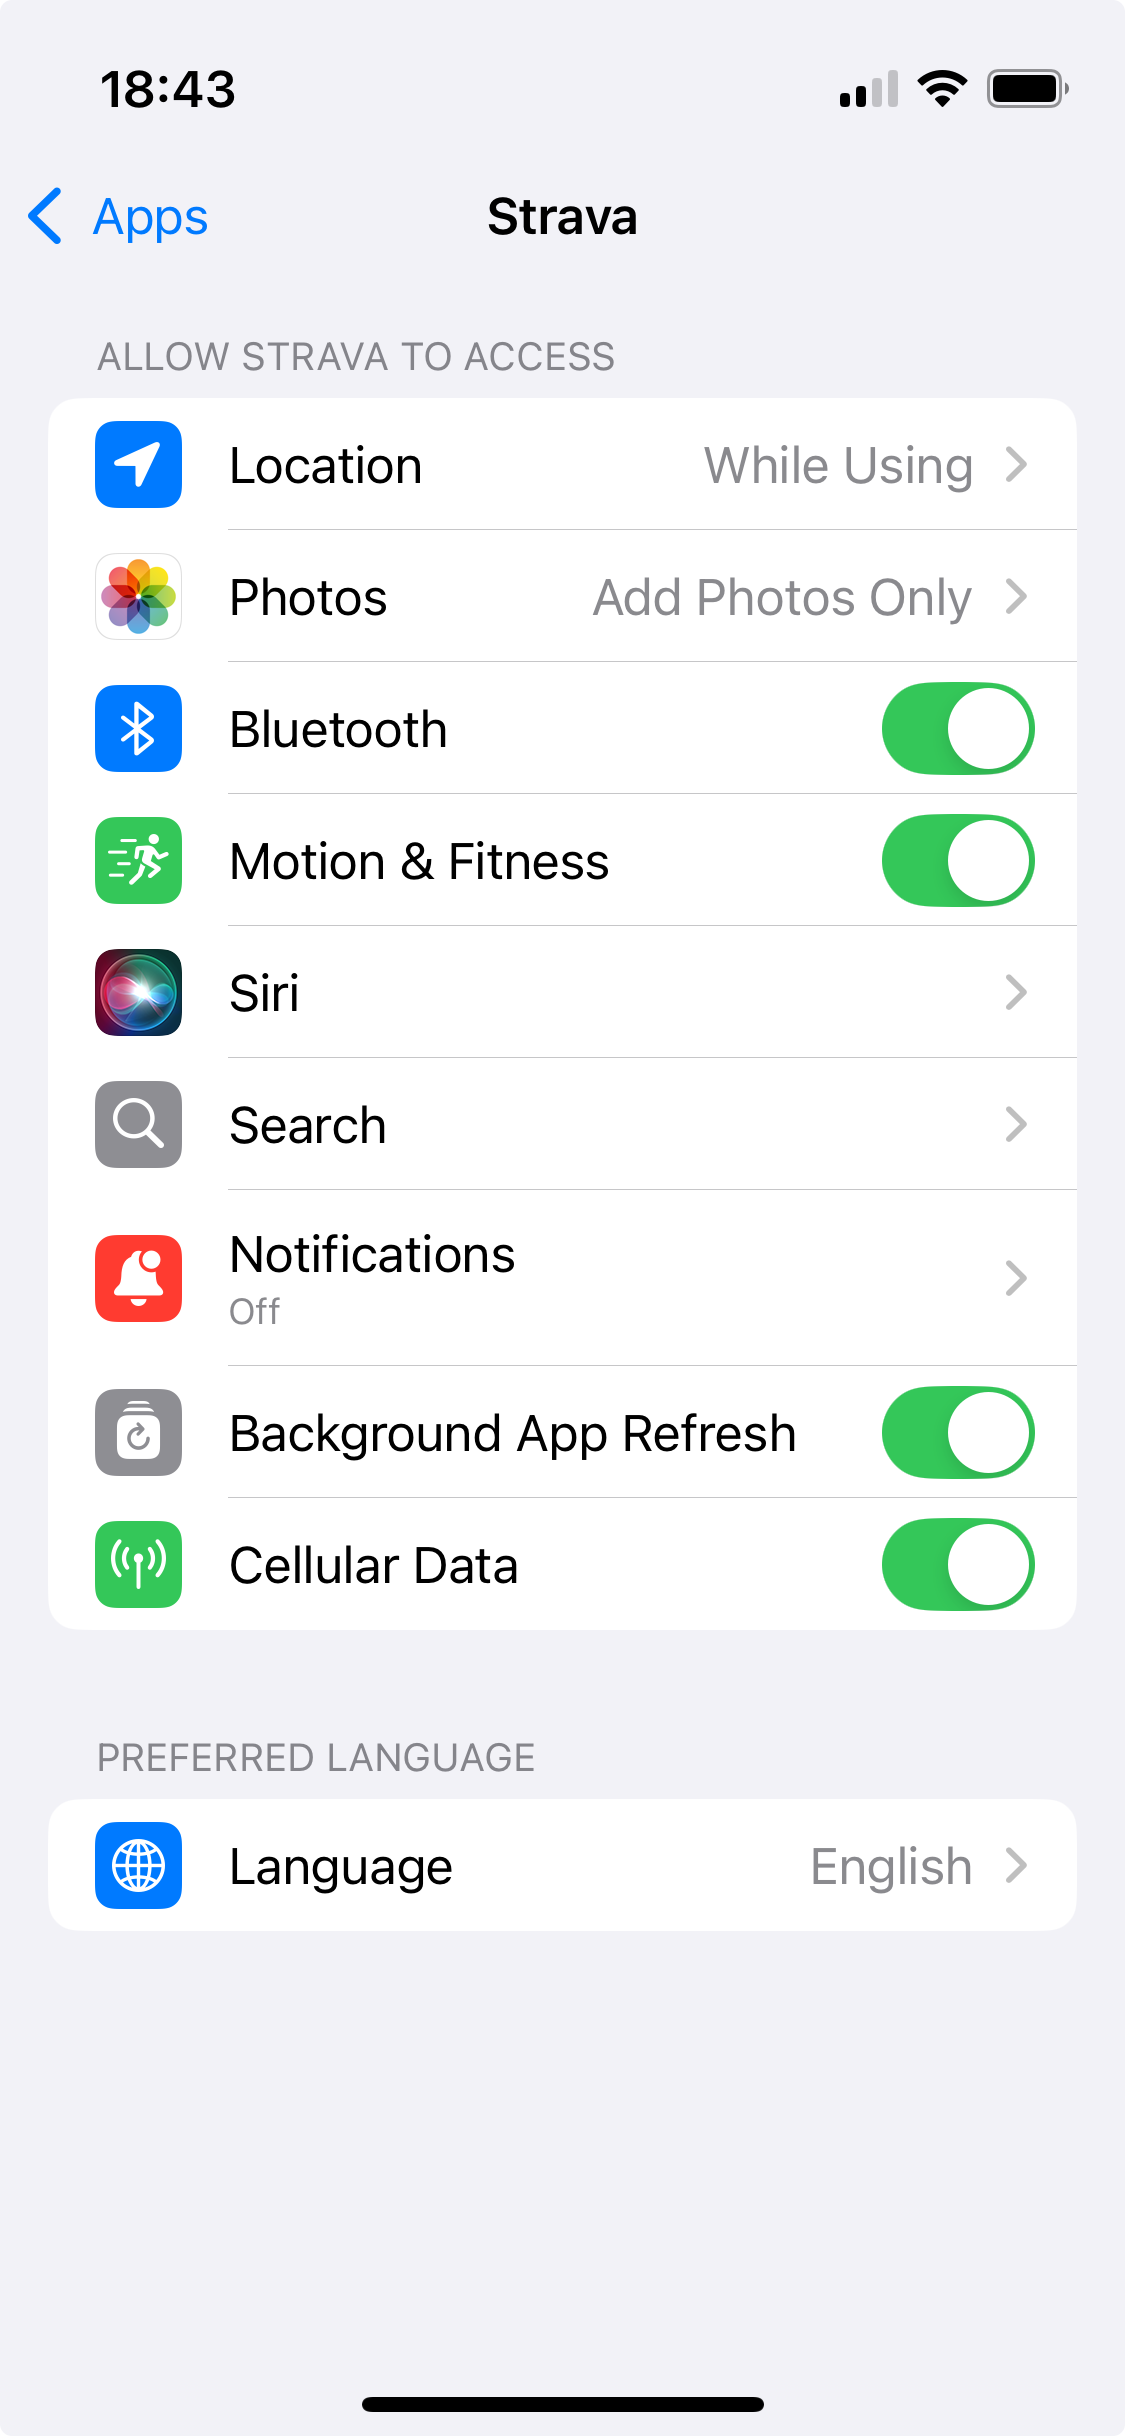 18:43
Apps
Strava
ALLOW STRAVA TO ACCESS
Location While Using
Photos Add Photos Only
Bluetooth
Motion & Fitness
Siri
Search
Notifications
Off
Background App Refresh
Cellular Data
PREFERRED LANGUAGE
Language English